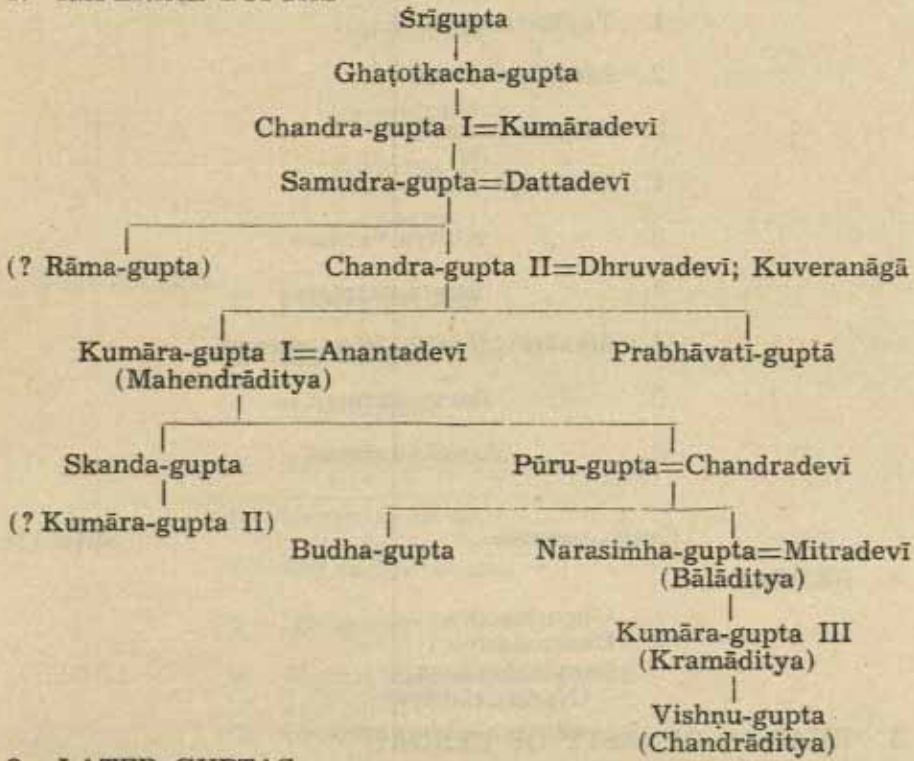 Śrīgupta
Ghaṭotkacha-gupta
Chandra-gupta I=Kumāradevī
Samudra-gupta=Dattadevī
(? Rāma-gupta) Chandra-gupta II=Dhruvadevī; Kuveranāgā
Kumāra-gupta I=Anantadevī Prabhāvatī-guptā
(Mahendrāditya)
Skanda-gupta Pūru-gupta=Chandradevī
(? Kumāra-gupta II)
Budha-gupta Narasiṁha-gupta=Mitradevī
(Bālāditya)
Kumāra-gupta III
(Kramāditya)
Vishṇu-gupta
(Chandrāditya)